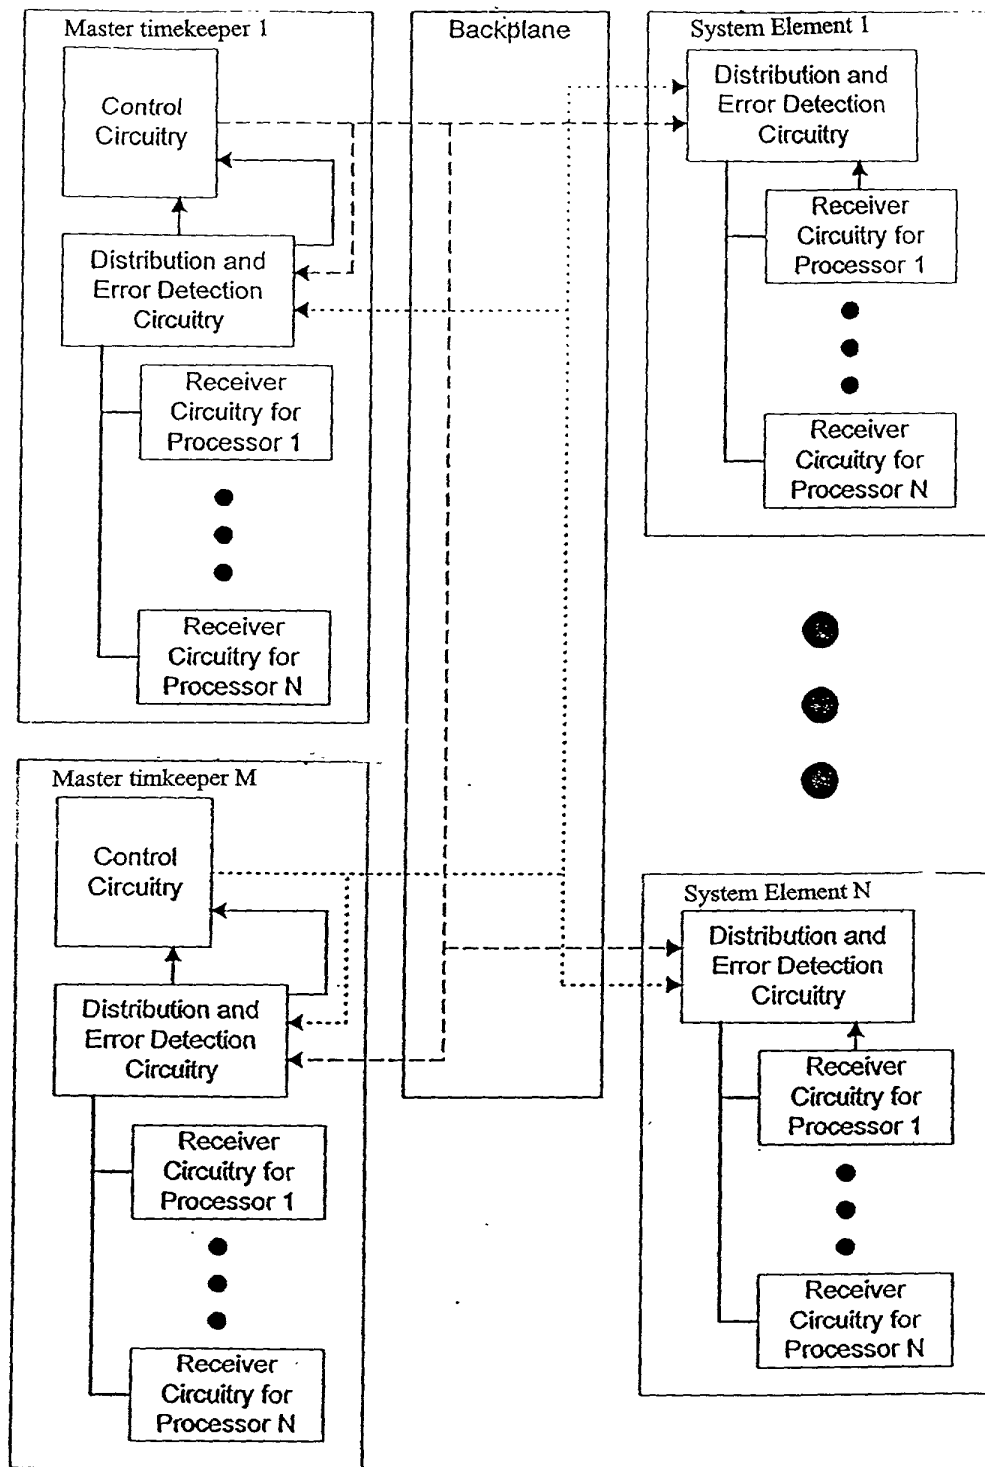 Master timekeeper 1
Control
Circuitry
Distribution and
Error Detection
Circuitry
Receiver
Circuitry for
Processor 1
Receiver
Circuitry for
Processor N
Backplane
System Element 1
Distribution and
Error Detection
Circuitry
Receiver
Circuitry for
Processor 1
Receiver
Circuitry for
Processor N
Master timkeeper M
Control
Circuitry
Distribution and
Error Detection
Circuitry
Receiver
Circuitry for
Processor 1
Receiver
Circuitry for
Processor N
System Element N
Distribution and
Error Detection
Circuitry
Receiver
Circuitry for
Processor 1
Receiver
Circuitry for
Processor N